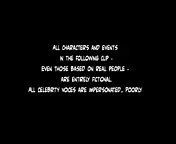 ALL CHARACTERS AND EVENTS
IN THE FOLLOWING CLIP -
EVEN THOSE BASED ON REAL PEOPLE -
ARE ENTIRELY FICTIONAL
ALL CELEBRITY VOICES ARE IMPERSONATED, POORLY